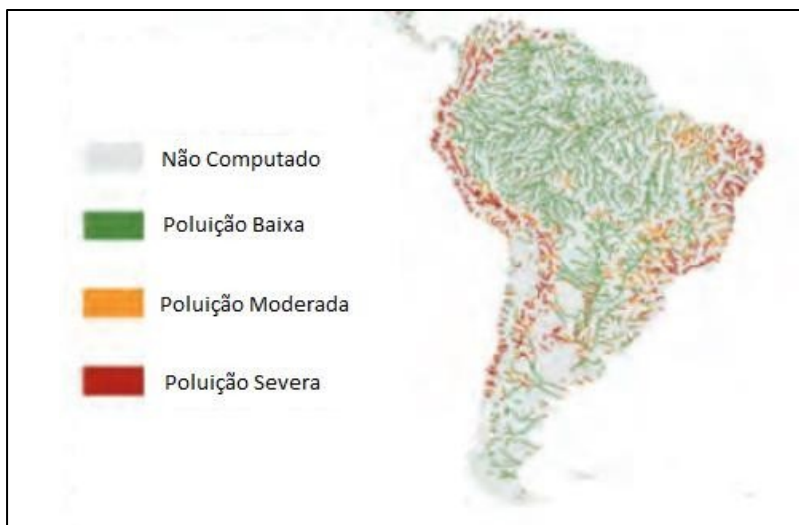 Não Computado
Poluição Baixa
Poluição Moderada
Poluição Severa